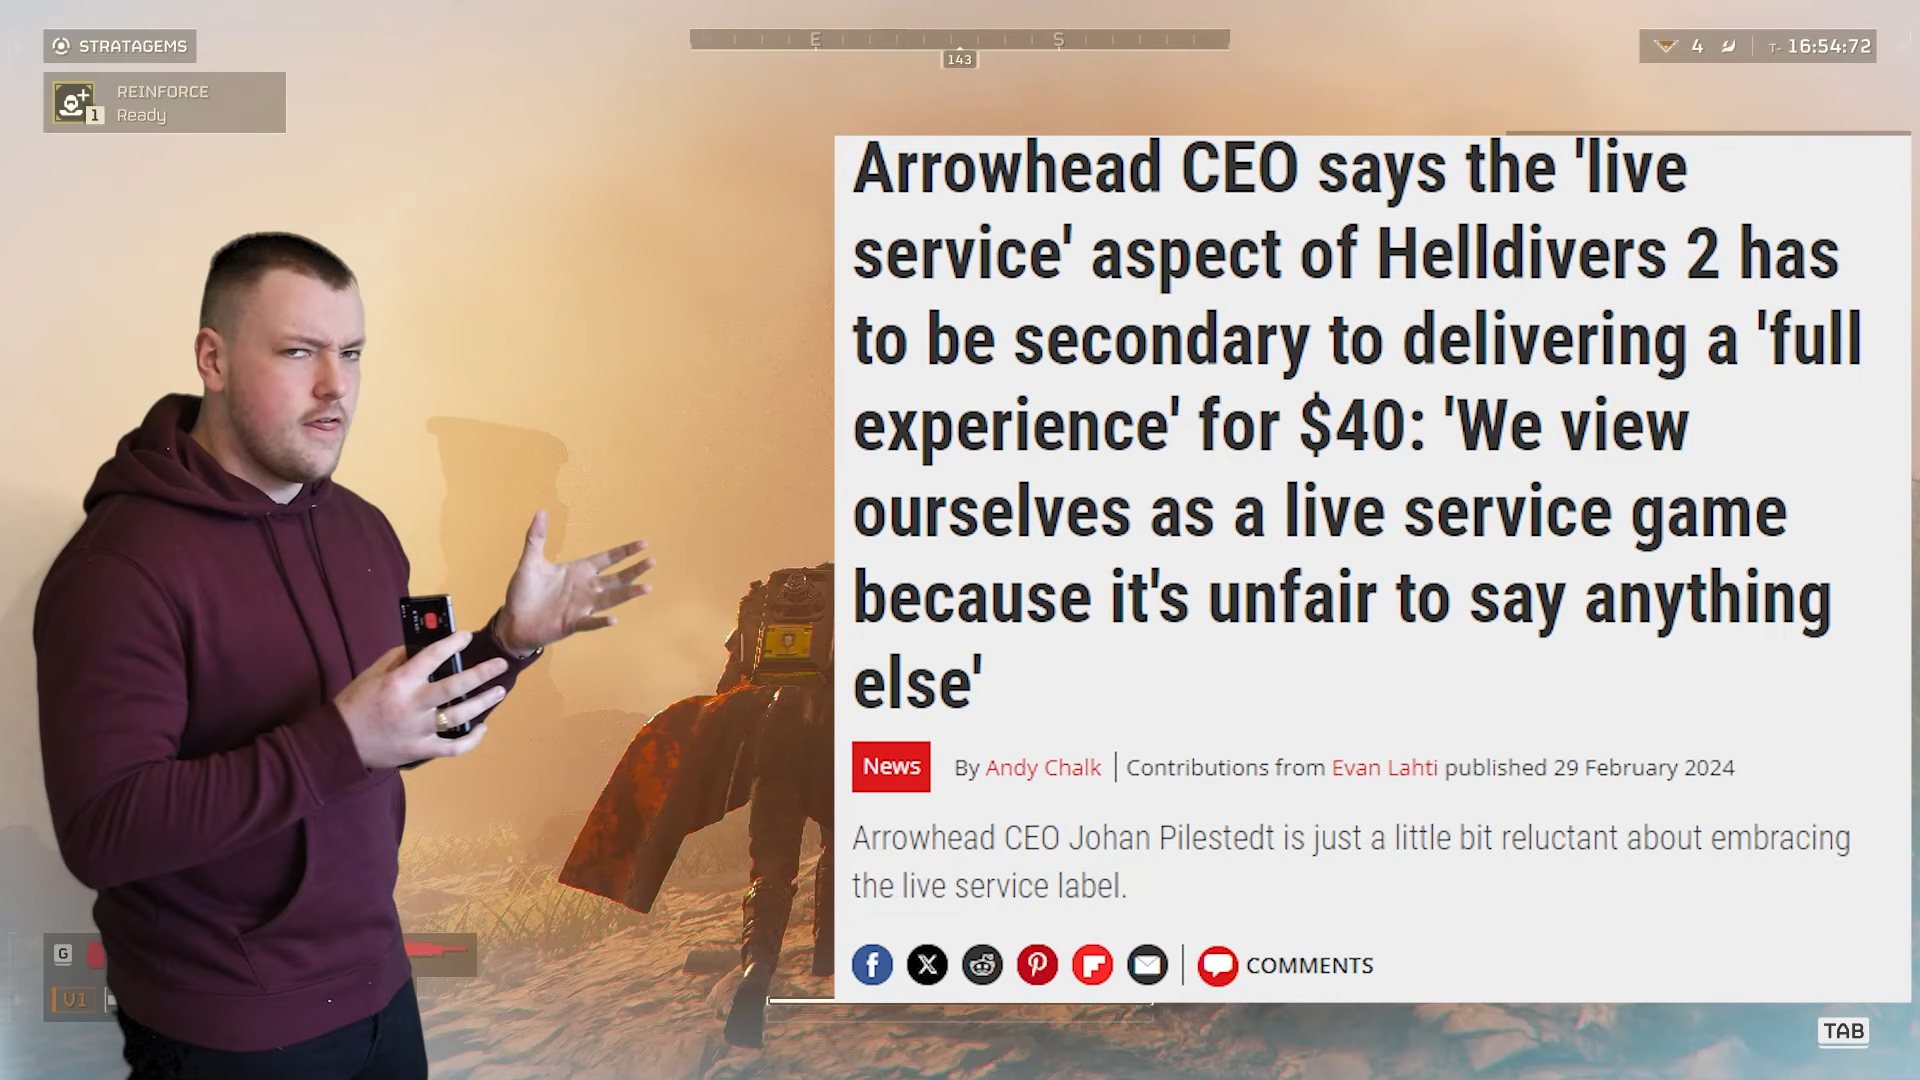 STRATAGEMS
REINFORCE
1
Ready
E
S
143
4
T- 16:54:72
Arrowhead CEO says the 'live
service' aspect of Helldivers 2 has
to be secondary to delivering a 'full
experience' for $40: 'We view
ourselves as a live service game
because it's unfair to say anything
else'
News
By Andy Chalk | Contributions from Evan Lahti published 29 February 2024
Arrowhead CEO Johan Pilestedt is just a little bit reluctant about embracing
the live service label.
COMMENTS
G
V1
TAB